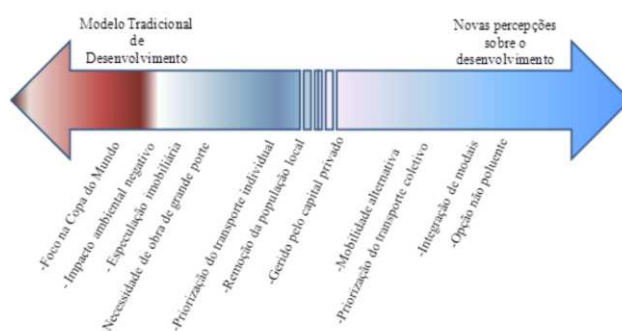 Modelo Tradicional
de
Desenvolvimento
Novas percepções
sobre o
desenvolvimento
-Foco na Copa do Mundo
- Impacto ambiental negativo
- Especulação imobiliária
Necessidade de obra de grande porte
-Priorização do transporte individual
-Remoção da população local
-Gerido pelo capital privado
-Mobilidade alternativa
-Priorização do transporte coletivo
-Integração de modais
-Opção não poluente